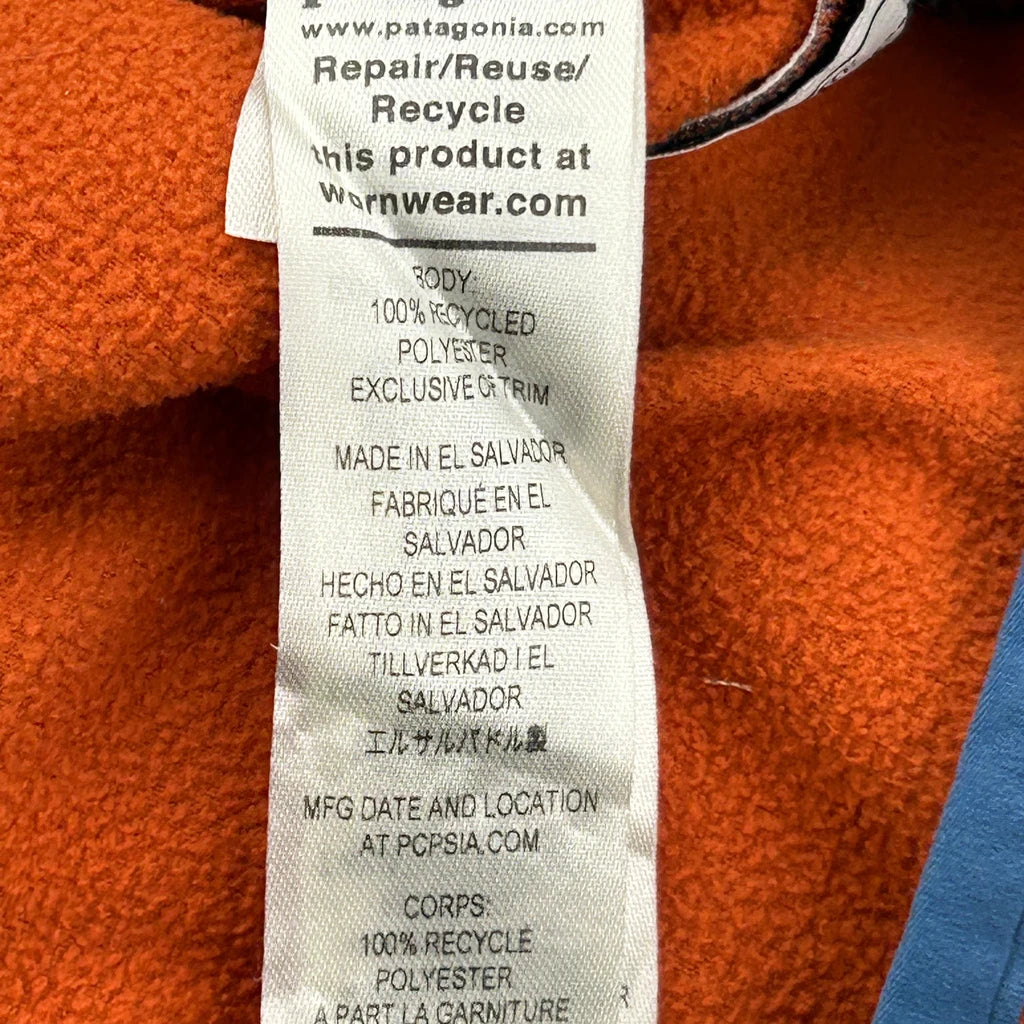 www.patagonia.com
Repair/Reuse/
Recycle
this product at
Wornwear.com
BODY:
100% RECYCLED
POLYESTER
EXCLUSIVE OF TRIM
MADE IN EL SALVADOR
FABRIQUÉ EN EL
SALVADOR
HECHO EN EL SALVADOR
FATTO IN EL SALVADOR
TILLVERKAD I EL
SALVADOR
エルサルバドル製
MFG DATE AND LOCATION
AT PCPSIA.COM
CORPS:
100% RECYCLE
POLYESTER
A PART LA GARNITURE